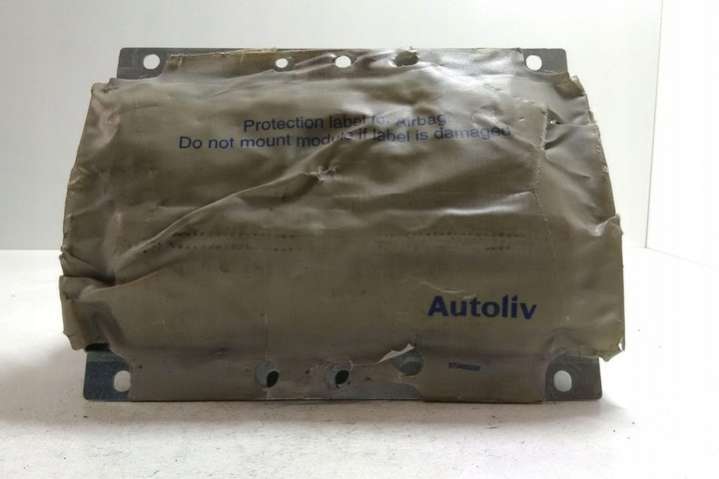 Protection label for Airbag
Do not mount module if label is damaged
Autoliv